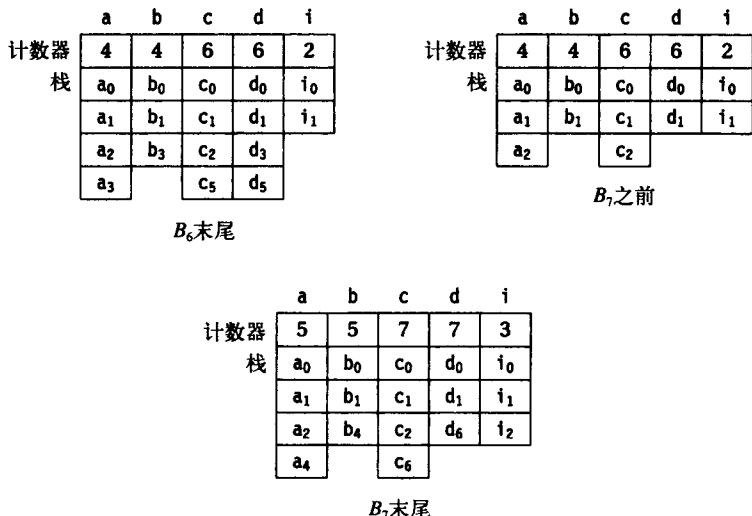 a b c d i
计数器 4 4 6 6 2
栈 a₀ b₀ c₀ d₀ i₀
a₁ b₁ c₁ d₁ i₁
a₂ b₃ c₂ d₃
a₃ c₅ d₅
B₆末尾
a b c d i
计数器 4 4 6 6 2
栈 a₀ b₀ c₀ d₀ i₀
a₁ b₁ c₁ d₁ i₁
a₂ c₂
B₇之前
a b c d i
计数器 5 5 7 7 3
栈 a₀ b₀ c₀ d₀ i₀
a₁ b₁ c₁ d₁ i₁
a₂ b₄ c₂ d₆ i₂
a₄ c₆
B₇末尾